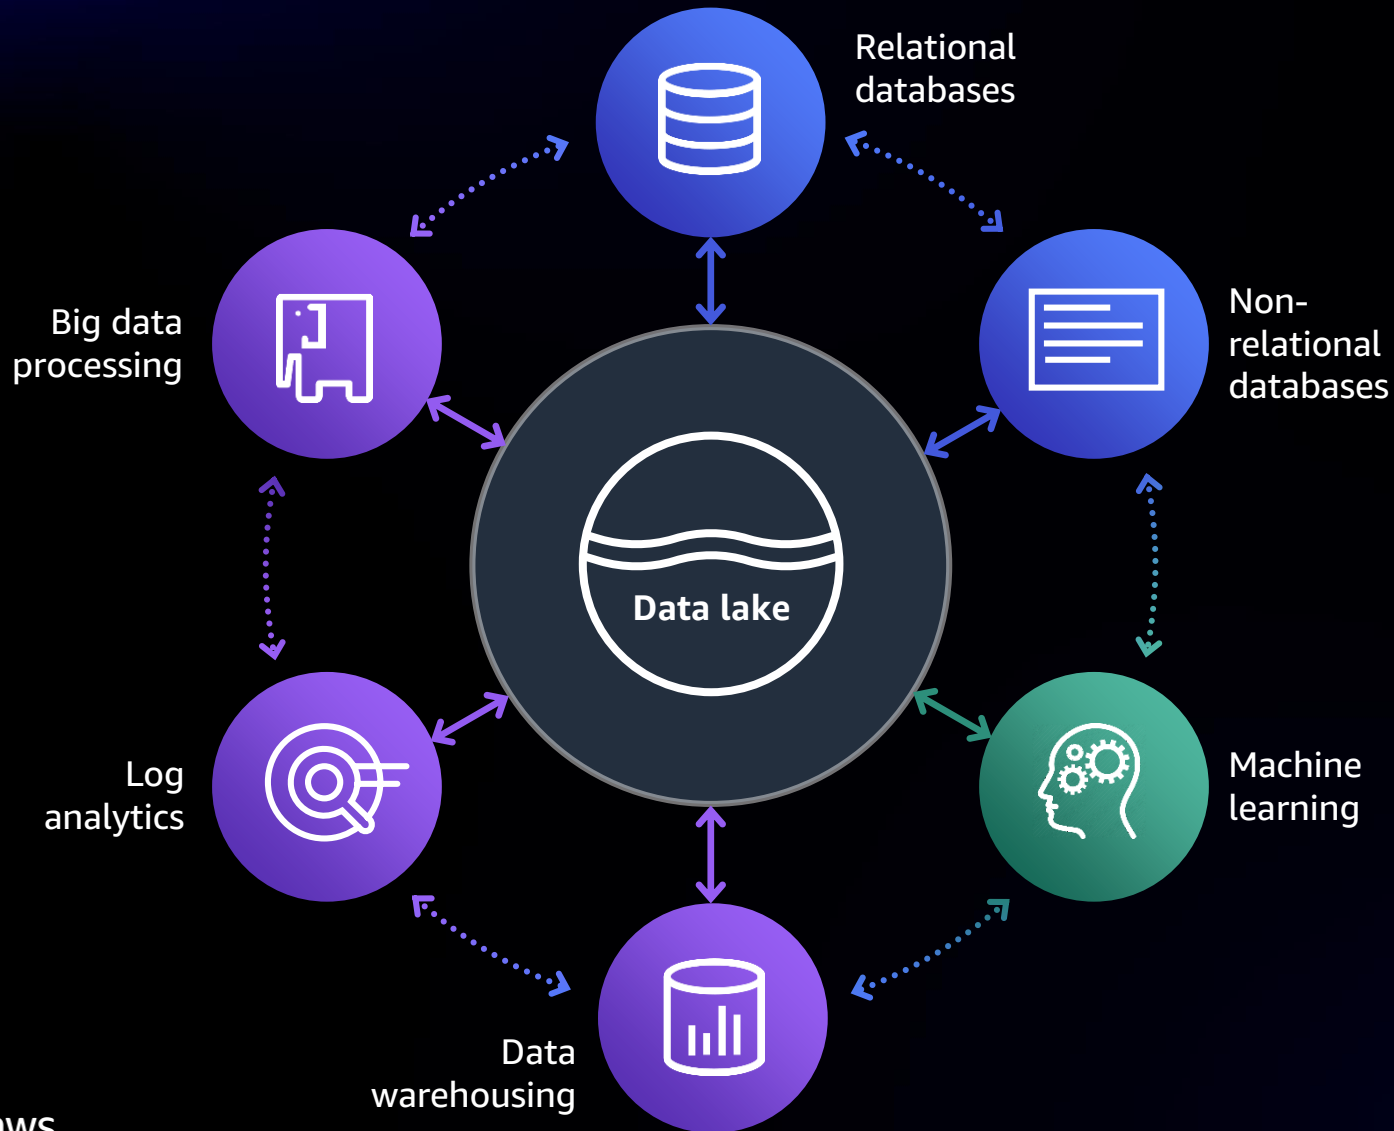 Relational
databases
Big data
processing
Non-
relational
databases
Data lake
Log
analytics
Machine
learning
Data
warehousing